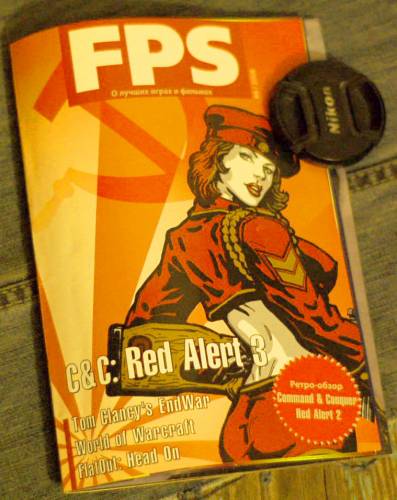 FPS
О лучших играх и фильмах
Nikon
C&C: Red Alert 3
Ретро-обзор
Command & Conquer
Red Alert 2
Tom Clancy's EndWar
World of Warcraft
FlatOut: Head On